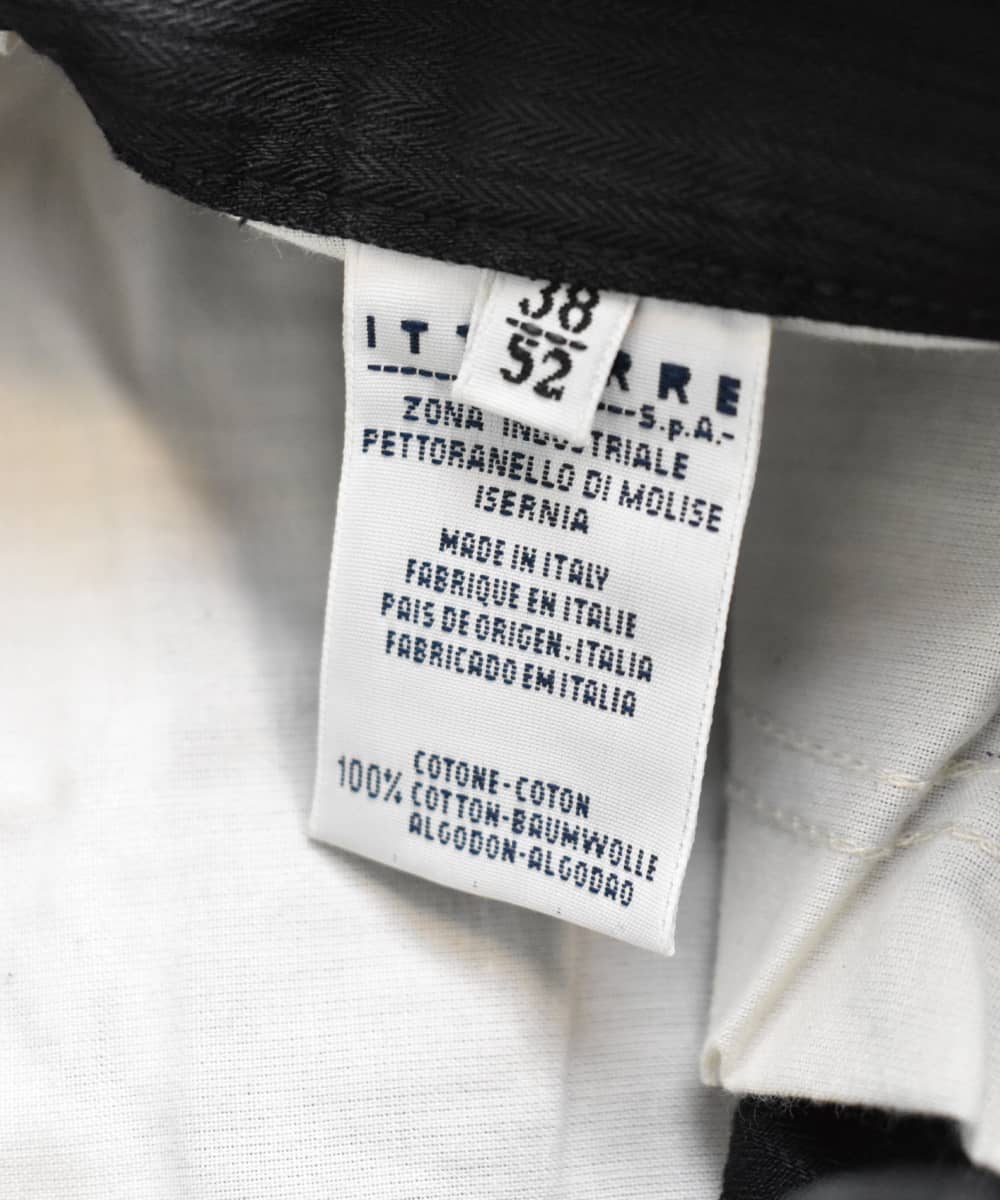 38
52
IT RRE
S.p.A.-
ZONA INDUSTRIALE
PETTORANELLO DI MOLISE
ISERNIA
MADE IN ITALY
FABRIQUE EN ITALIE
PAIS DE ORIGEN: ITALIA
FABRICADO EM ITALIA
COTONE-COTON
100% COTTON-BAUMWOLLE
ALGODON-ALGODAO